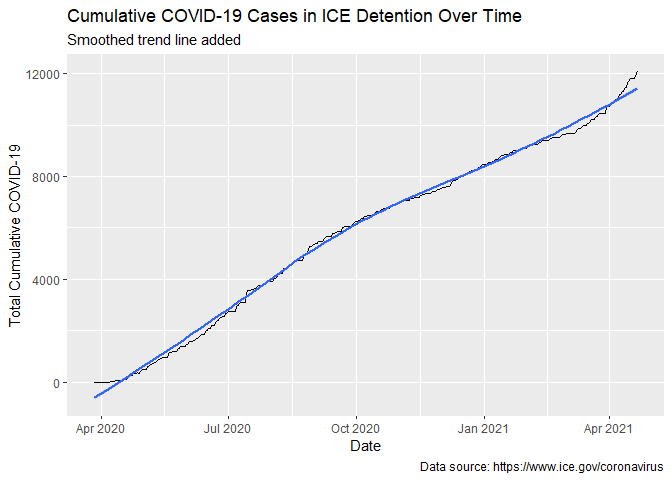 Cumulative COVID-19 Cases in ICE Detention Over Time
Smoothed trend line added
12000
8000
4000
0
Total Cumulative COVID-19
Apr 2020
Jul 2020
Oct 2020
Jan 2021
Apr 2021
Date
Data source: https://www.ice.gov/coronavirus